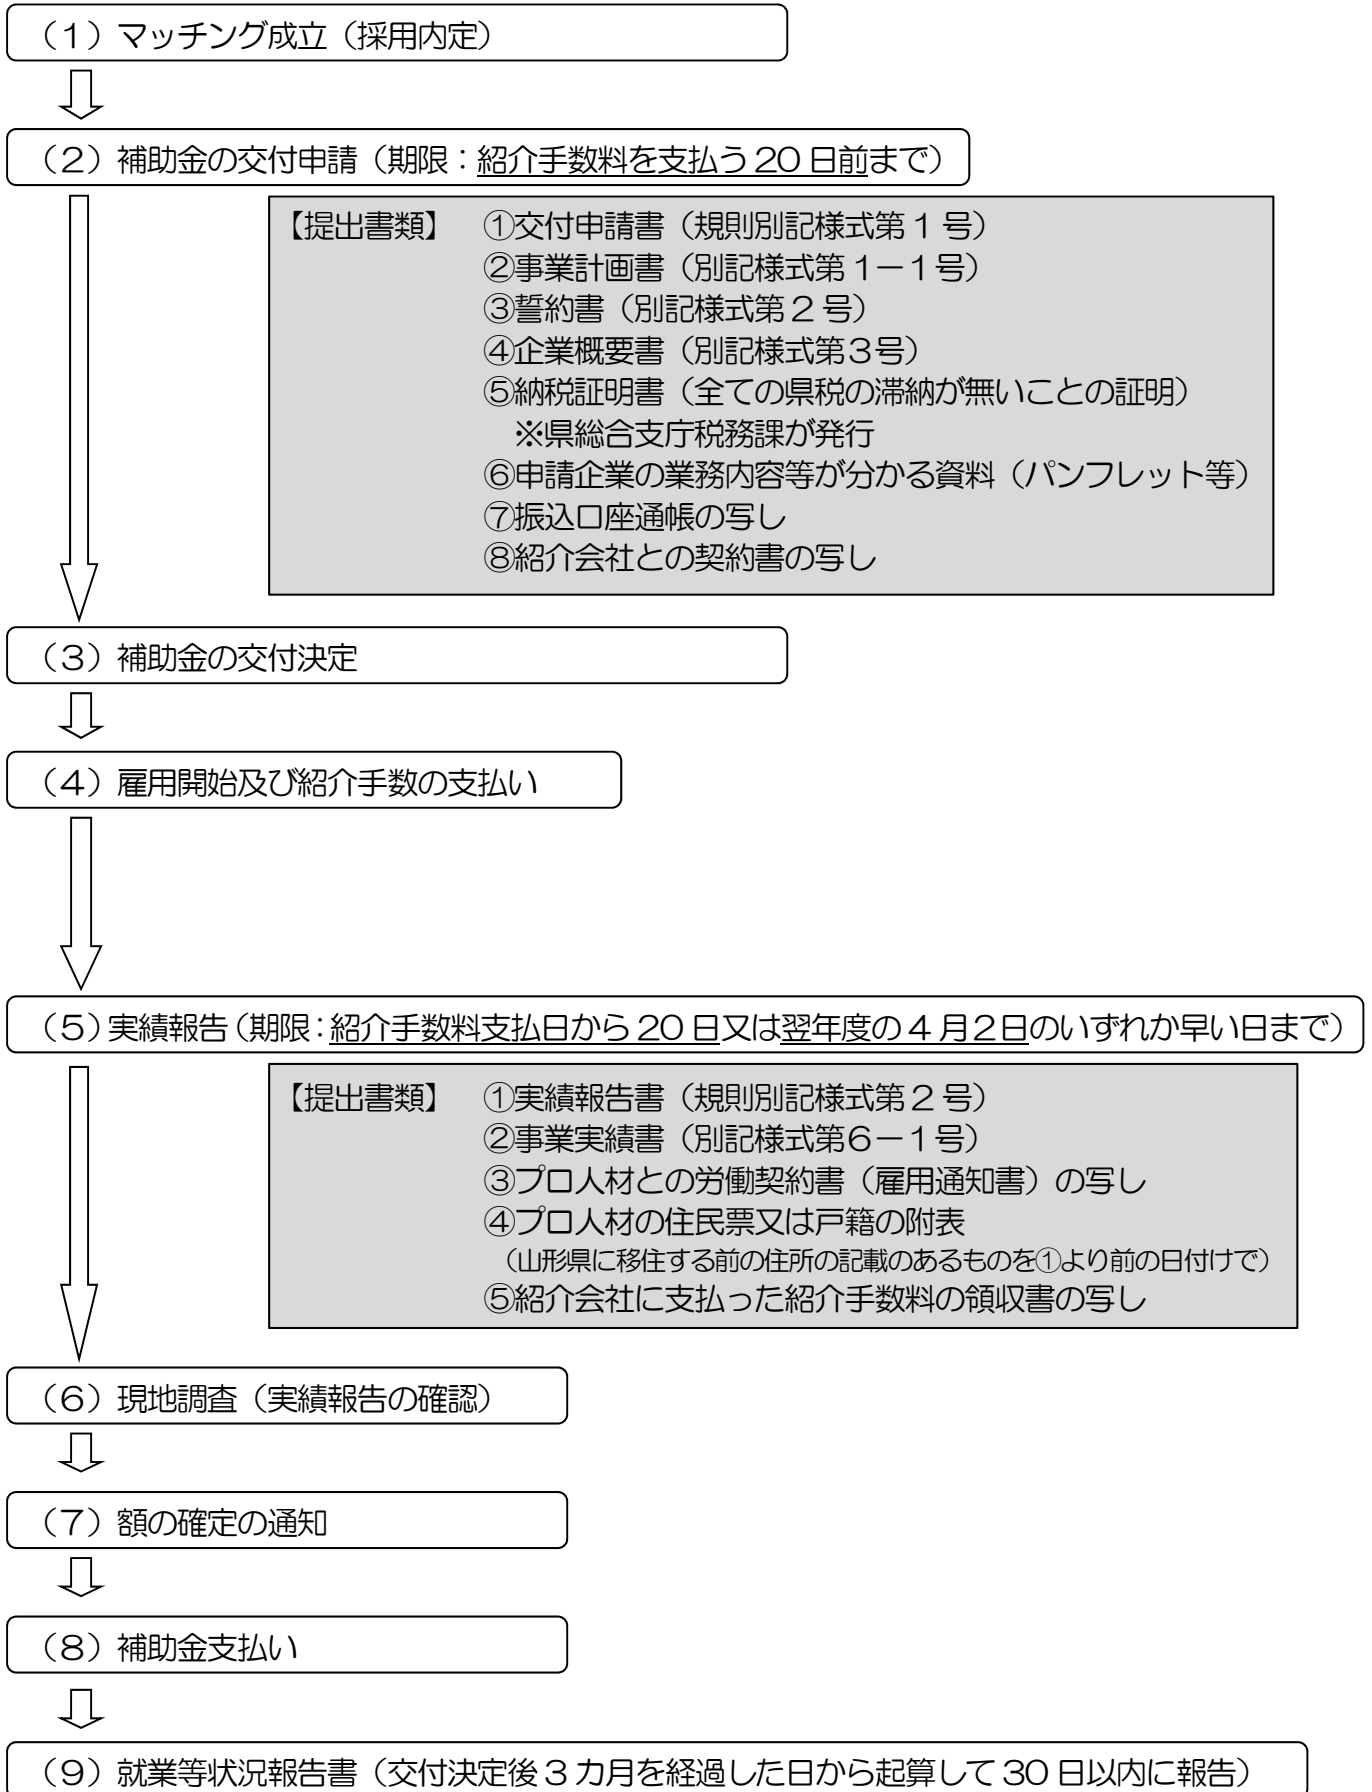 （１）マッチング成立（採用内定）
（２）補助金の交付申請（期限：紹介手数料を支払う 20 日前まで）
【提出書類】　①交付申請書（規則別記様式第 1 号）
②事業計画書（別記様式第 1－1 号）
③誓約書（別記様式第 2 号）
④企業概要書（別記様式第3号）
⑤納税証明書（全ての県税の滞納が無いことの証明）
※県総合支庁税務課が発行
⑥申請企業の業務内容等が分かる資料（パンフレット等）
⑦振込口座通帳の写し
⑧紹介会社との契約書の写し
（３）補助金の交付決定
（４）雇用開始及び紹介手数の支払い
（５）実績報告（期限：紹介手数料支払日から 20 日又は翌年度の 4 月2日のいずれか早い日まで）
【提出書類】　①実績報告書（規則別記様式第 2 号）
②事業実績書（別記様式第6－1号）
③プロ人材との労働契約書（雇用通知書）の写し
④プロ人材の住民票又は戸籍の附表
（山形県に移住する前の住所の記載のあるものを①より前の日付けで）
⑤紹介会社に支払った紹介手数料の領収書の写し
（６）現地調査（実績報告の確認）
（７）額の確定の通知
（８）補助金支払い
（９）就業等状況報告書（交付決定後 3 カ月を経過した日から起算して 30 日以内に報告）